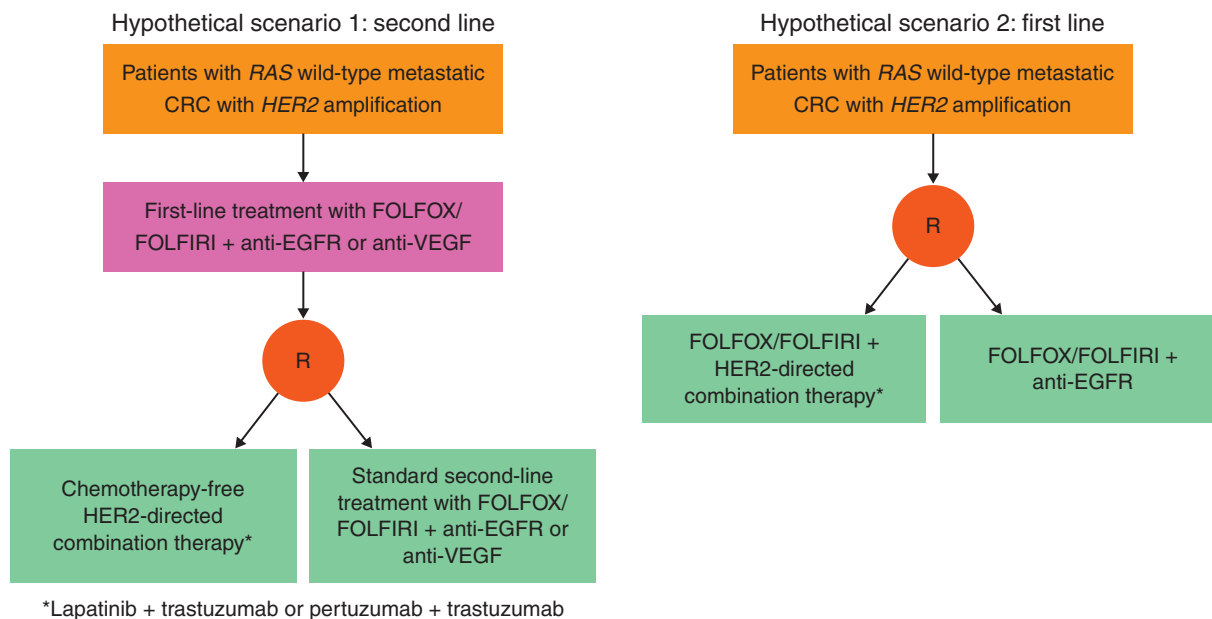 Hypothetical scenario 1: second line
Patients with RAS wild-type metastatic
CRC with HER2 amplification
First-line treatment with FOLFOX/
FOLFIRI + anti-EGFR or anti-VEGF
R
Chemotherapy-free
HER2-directed
combination therapy*
Standard second-line
treatment with FOLFOX/
FOLFIRI + anti-EGFR or
anti-VEGF
*Lapatinib + trastuzumab or pertuzumab + trastuzumab
Hypothetical scenario 2: first line
Patients with RAS wild-type metastatic
CRC with HER2 amplification
R
FOLFOX/FOLFIRI +
HER2-directed
combination therapy*
FOLFOX/FOLFIRI +
anti-EGFR